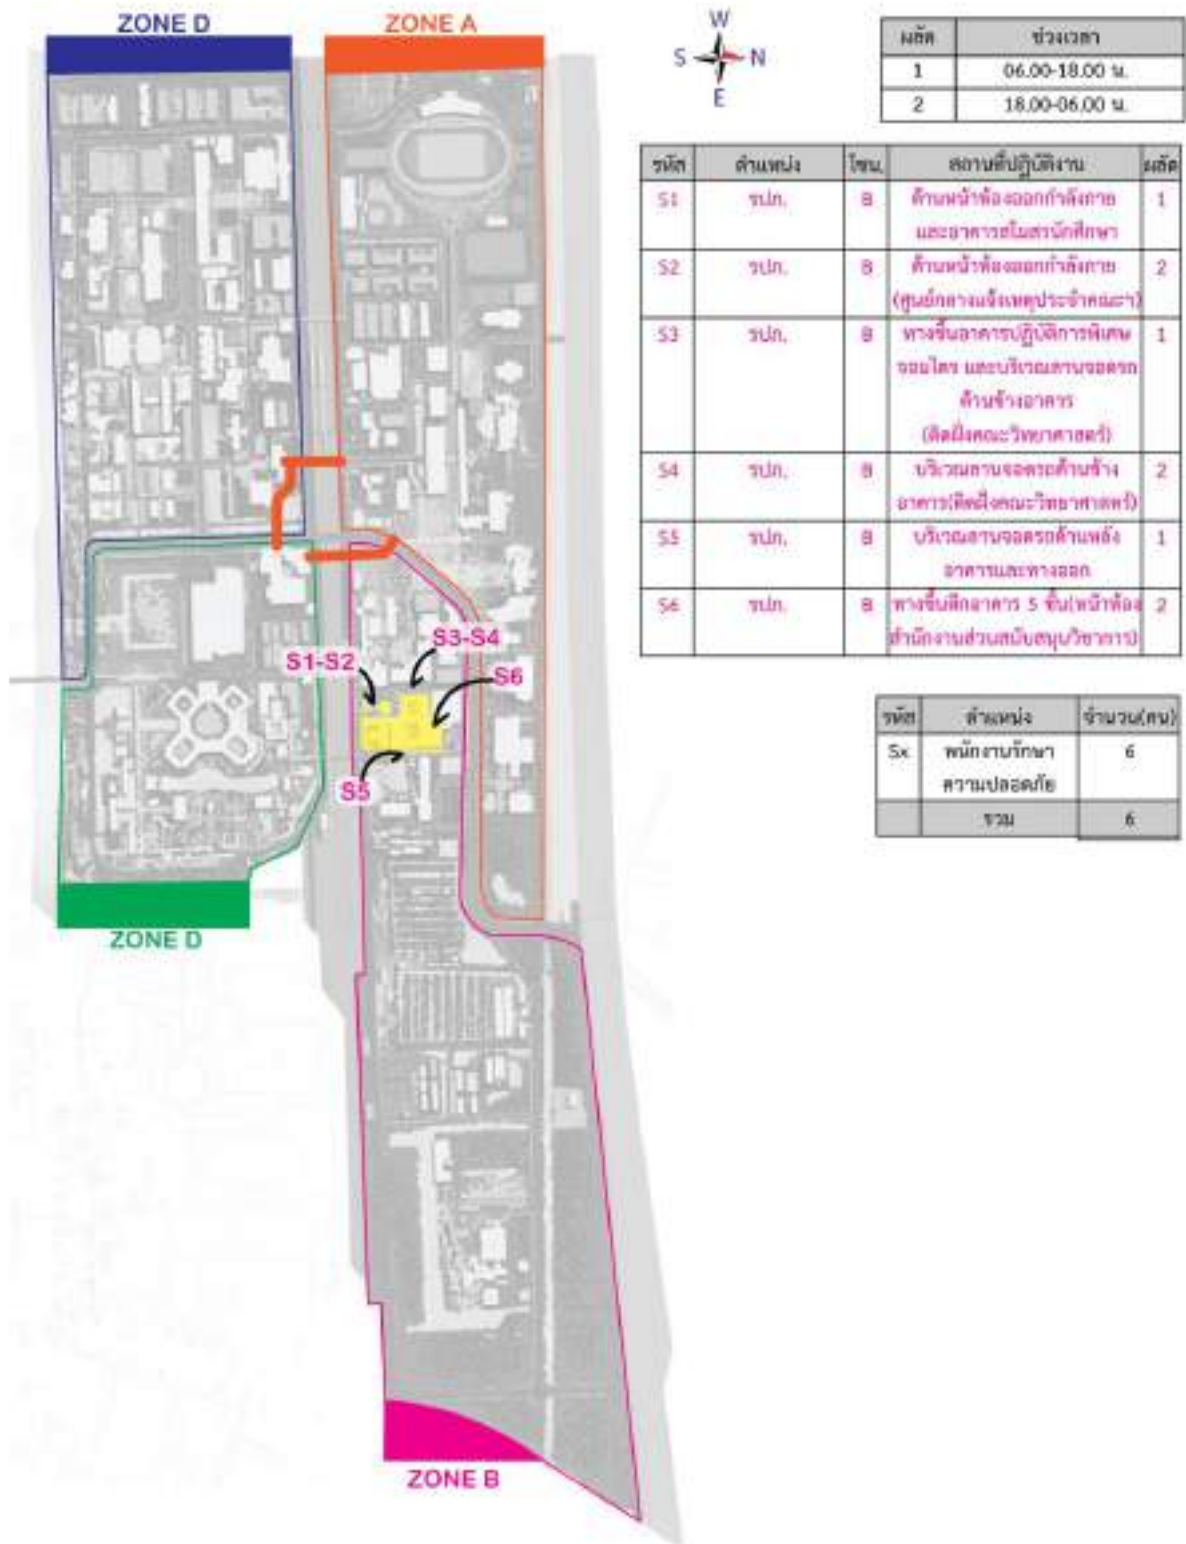 ZONE D
ZONE A
W
S N
E
ผลัด ช่วงเวลา
1 06.00-18.00 น.
2 18.00-06.00 น.
รหัส ตำแหน่ง โซน. สถานที่ปฏิบัติงาน ผลัด
S1 รปภ. B ด้านหน้าห้องออกกำลังกาย 1
และอาคารสโมสรนักศึกษา
S2 รปภ. B ด้านหน้าห้องออกกำลังกาย 2
(ศูนย์กลางแจ้งเหตุประจำคณะฯ)
S3 รปภ. B ทางขึ้นอาคารปฏิบัติการพิเศษ 1
จอมไตร และบริเวณลานจอดรถ
ด้านข้างอาคาร
(ติดฝั่งคณะวิทยาศาสตร์)
S4 รปภ. B บริเวณลานจอดรถด้านข้าง 2
อาคาร(ติดฝั่งคณะวิทยาศาสตร์)
S5 รปภ. B บริเวณลานจอดรถด้านหลัง 1
อาคารและทางออก
S6 รปภ. B ทางขึ้นตึกอาคาร 5 ชั้น(หน้าห้อง 2
สำนักงานส่วนสนับสนุนวิชาการ)
S3-S4
S1-S2
S6
S5
รหัส ตำแหน่ง จำนวน(คน)
Sx พนักงานรักษา 6
ความปลอดภัย
รวม 6
ZONE D
ZONE B